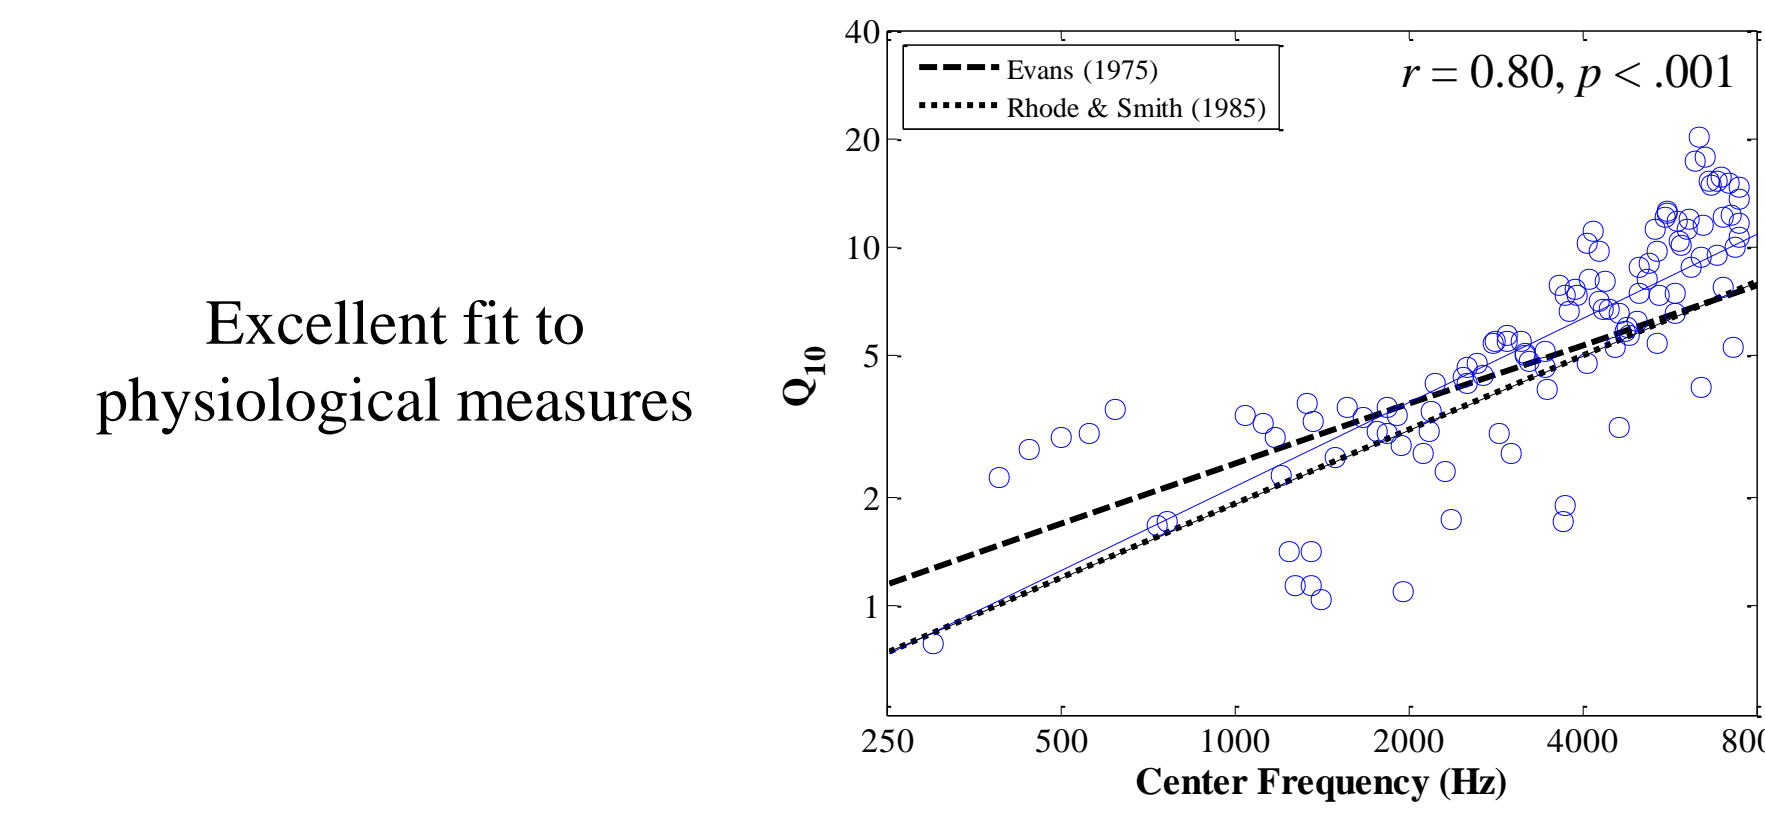 Excellent fit to
physiological measures
40
20
10
5
2
1
Q10
Evans (1975)
Rhode & Smith (1985)
r = 0.80, p < .001
250 500 1000 2000 4000 800
Center Frequency (Hz)